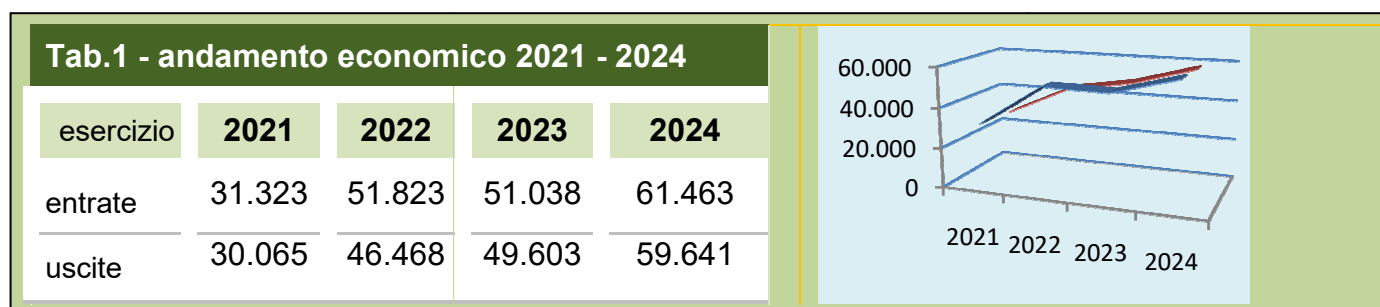 Tab.1 - andamento economico 2021 - 2024
esercizio 2021 2022 2023 2024
entrate 31.323 51.823 51.038 61.463
uscite 30.065 46.468 49.603 59.641
60.000
40.000
20.000
0
2021 2022 2023 2024